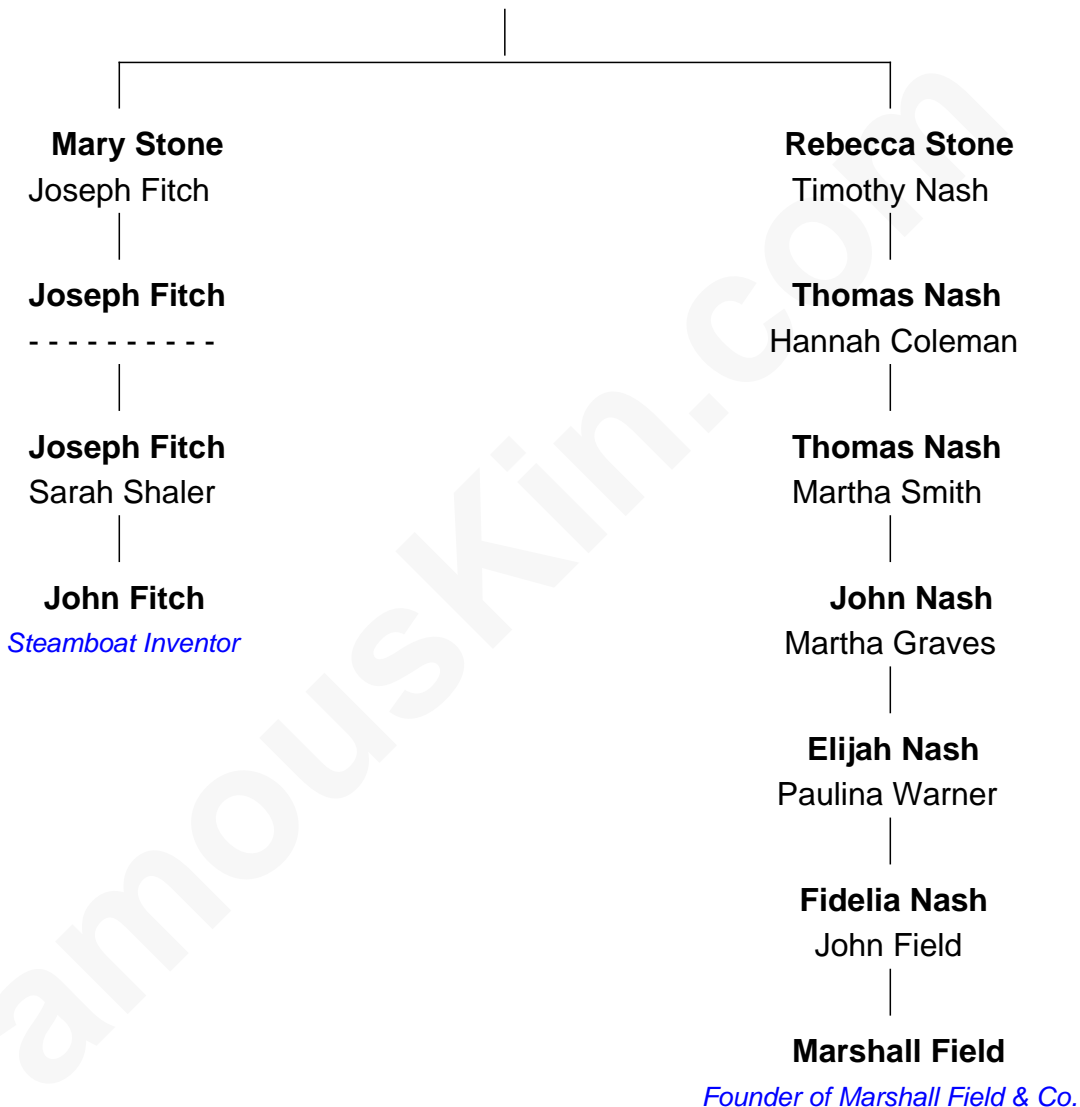 Mary Stone
Joseph Fitch
Joseph Fitch
- - - - - - - - - -
Joseph Fitch
Sarah Shaler
John Fitch
Steamboat Inventor
Rebecca Stone
Timothy Nash
Thomas Nash
Hannah Coleman
Thomas Nash
Martha Smith
John Nash
Martha Graves
Elijah Nash
Paulina Warner
Fidelia Nash
John Field
Marshall Field
Founder of Marshall Field & Co.
amousKin.com